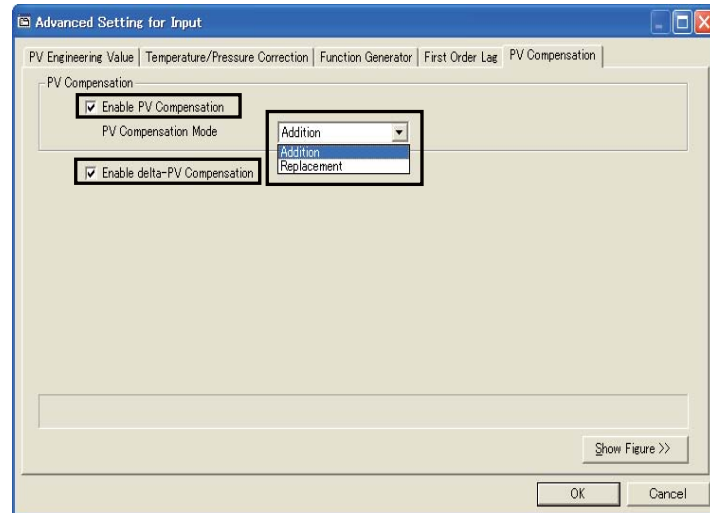 Advanced Setting for Input
PV Engineering Value Temperature/Pressure Correction Function Generator First Order Lag PV Compensation
PV Compensation
Enable PV Compensation
PV Compensation Mode Addition
Addition
Replacement
Enable delta-PV Compensation
Show Figure >>
OK Cancel